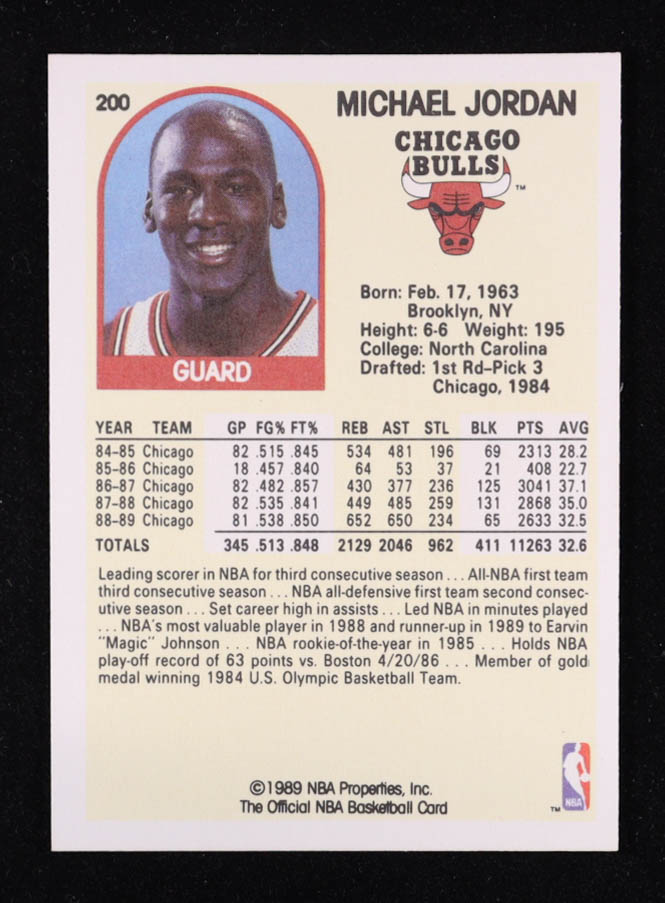 200
MICHAEL JORDAN
CHICAGO
BULLS™
Born: Feb. 17, 1963
Brooklyn, NY
Height: 6-6 Weight: 195
College: North Carolina
Drafted: 1st Rd–Pick 3
Chicago, 1984
GUARD
YEAR TEAM GP FG% FT% REB AST STL BLK PTS AVG
84-85 Chicago 82 .515 .845 534 481 196 69 2313 28.2
85-86 Chicago 18 .457 .840 64 53 37 21 408 22.7
86-87 Chicago 82 .482 .857 430 377 236 125 3041 37.1
87-88 Chicago 82 .535 .841 449 485 259 131 2868 35.0
88-89 Chicago 81 .538 .850 652 650 234 65 2633 32.5
TOTALS 345 .513 .848 2129 2046 962 411 11263 32.6
Leading scorer in NBA for third consecutive season . . . All-NBA first team
third consecutive season . . . NBA all-defensive first team second consec-
utive season . . . Set career high in assists . . . Led NBA in minutes played
. . . NBA's most valuable player in 1988 and runner-up in 1989 to Earvin
"Magic" Johnson . . . NBA rookie-of-the-year in 1985 . . . Holds NBA
play-off record of 63 points vs. Boston 4/20/86 . . . Member of gold
medal winning 1984 U.S. Olympic Basketball Team.
©1989 NBA Properties, Inc.
The Official NBA Basketball Card
™ NBA